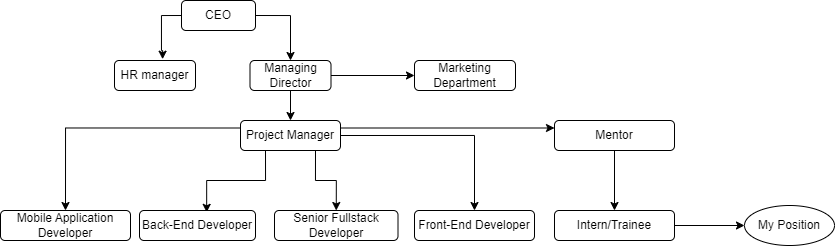 CEO
HR manager
Managing
Director
Marketing
Department
Project Manager
Mentor
Mobile Application
Developer
Back-End Developer
Senior Fullstack
Developer
Front-End Developer
Intern/Trainee
My Position